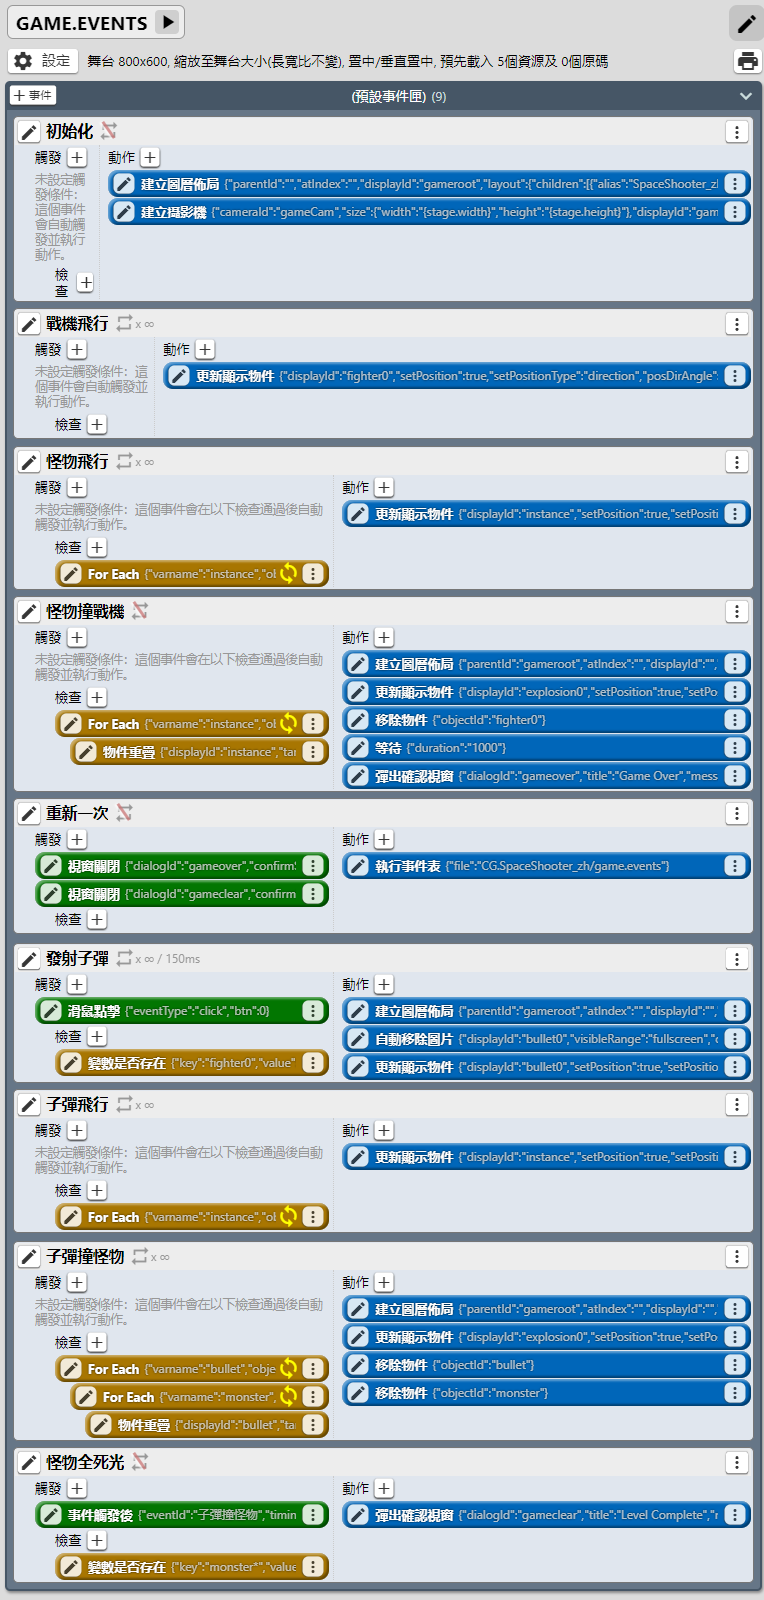 GAME.EVENTS
設定 舞台 800x600, 縮放至舞台大小(長寬比不變), 置中/垂直置中, 預先載入 5個資源及 0個原碼
事件 (預設事件匣) (9)
初始化
觸發 動作
未設定觸發條件：這個事件會自動觸發並執行動作。
建立圖層佈局 {"parentId":"","atIndex":"","displayId":"gameroot","layout":{"children":[{"alias":"SpaceShooter_zh
建立攝影機 {"cameraId":"gameCam","size":{"width":"{stage.width}","height":"{stage.height}"},"displayId":"gam
檢查
戰機飛行 x ∞
觸發 動作
未設定觸發條件：這個事件會自動觸發並執行動作。
更新顯示物件 {"displayId":"fighter0","setPosition":true,"setPositionType":"direction","posDirAngle":
檢查
怪物飛行 x ∞
觸發 動作
未設定觸發條件：這個事件會在以下檢查通過後自動觸發並執行動作。
更新顯示物件 {"displayId":"instance","setPosition":true,"setPositi
檢查
For Each {"varname":"instance","ob
怪物撞戰機
觸發 動作
未設定觸發條件：這個事件會在以下檢查通過後自動觸發並執行動作。
建立圖層佈局 {"parentId":"gameroot","atIndex":"","displayId":"",
更新顯示物件 {"displayId":"explosion0","setPosition":true,"setPo
檢查
For Each {"varname":"instance","ob
移除物件 {"objectId":"fighter0"}
物件重疊 {"displayId":"instance","tar
等待 {"duration":"1000"}
彈出確認視窗 {"dialogId":"gameover","title":"Game Over","mess
重新一次
觸發 動作
視窗關閉 {"dialogId":"gameover","confirmS
執行事件表 {"file":"CG.SpaceShooter_zh/game.events"}
視窗關閉 {"dialogId":"gameclear","confirm
檢查
發射子彈 x ∞ / 150ms
觸發 動作
滑鼠點擊 {"eventType":"click","btn":0}
建立圖層佈局 {"parentId":"gameroot","atIndex":"","displayId":"",
檢查
自動移除圖片 {"displayId":"bullet0","visibleRange":"fullscreen","
變數是否存在 {"key":"fighter0","value"
更新顯示物件 {"displayId":"bullet0","setPosition":true,"setPositio
子彈飛行 x ∞
觸發 動作
未設定觸發條件：這個事件會在以下檢查通過後自動觸發並執行動作。
更新顯示物件 {"displayId":"instance","setPosition":true,"setPositi
檢查
For Each {"varname":"instance","ob
子彈撞怪物 x ∞
觸發 動作
未設定觸發條件：這個事件會在以下檢查通過後自動觸發並執行動作。
建立圖層佈局 {"parentId":"gameroot","atIndex":"","displayId":"",
更新顯示物件 {"displayId":"explosion0","setPosition":true,"setPo
檢查
For Each {"varname":"bullet","obje
移除物件 {"objectId":"bullet"}
For Each {"varname":"monster",
移除物件 {"objectId":"monster"}
物件重疊 {"displayId":"bullet","tar
怪物全死光
觸發 動作
事件觸發後 {"eventId":"子彈撞怪物","timin
彈出確認視窗 {"dialogId":"gameclear","title":"Level Complete","
檢查
變數是否存在 {"key":"monster*","value